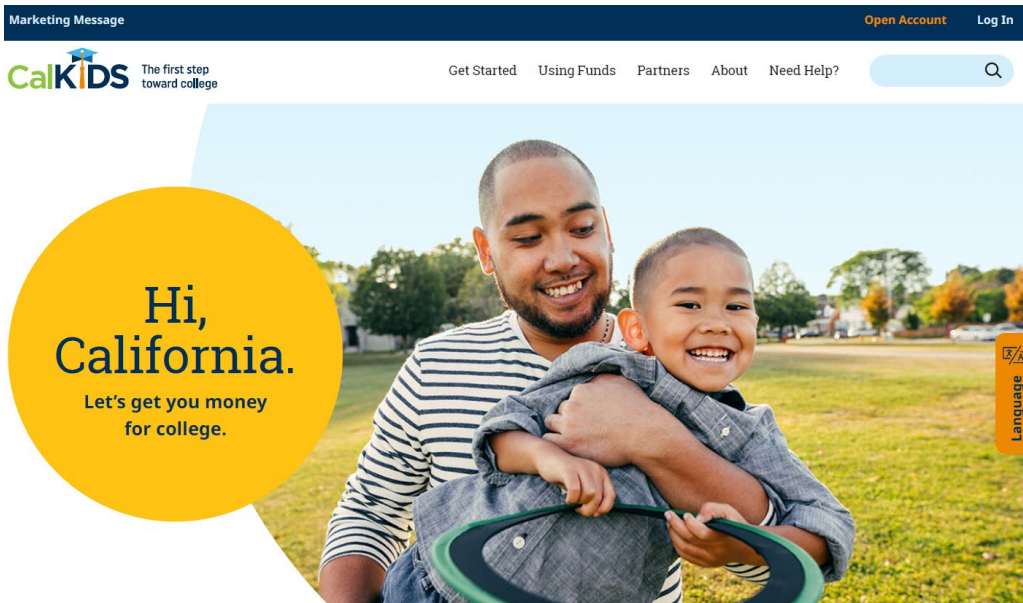 Marketing Message
Open Account
Log In
CalKIDS
The first step
toward college
Get Started
Using Funds
Partners
About
Need Help?
Hi,
California.
Let's get you money
for college.
Language